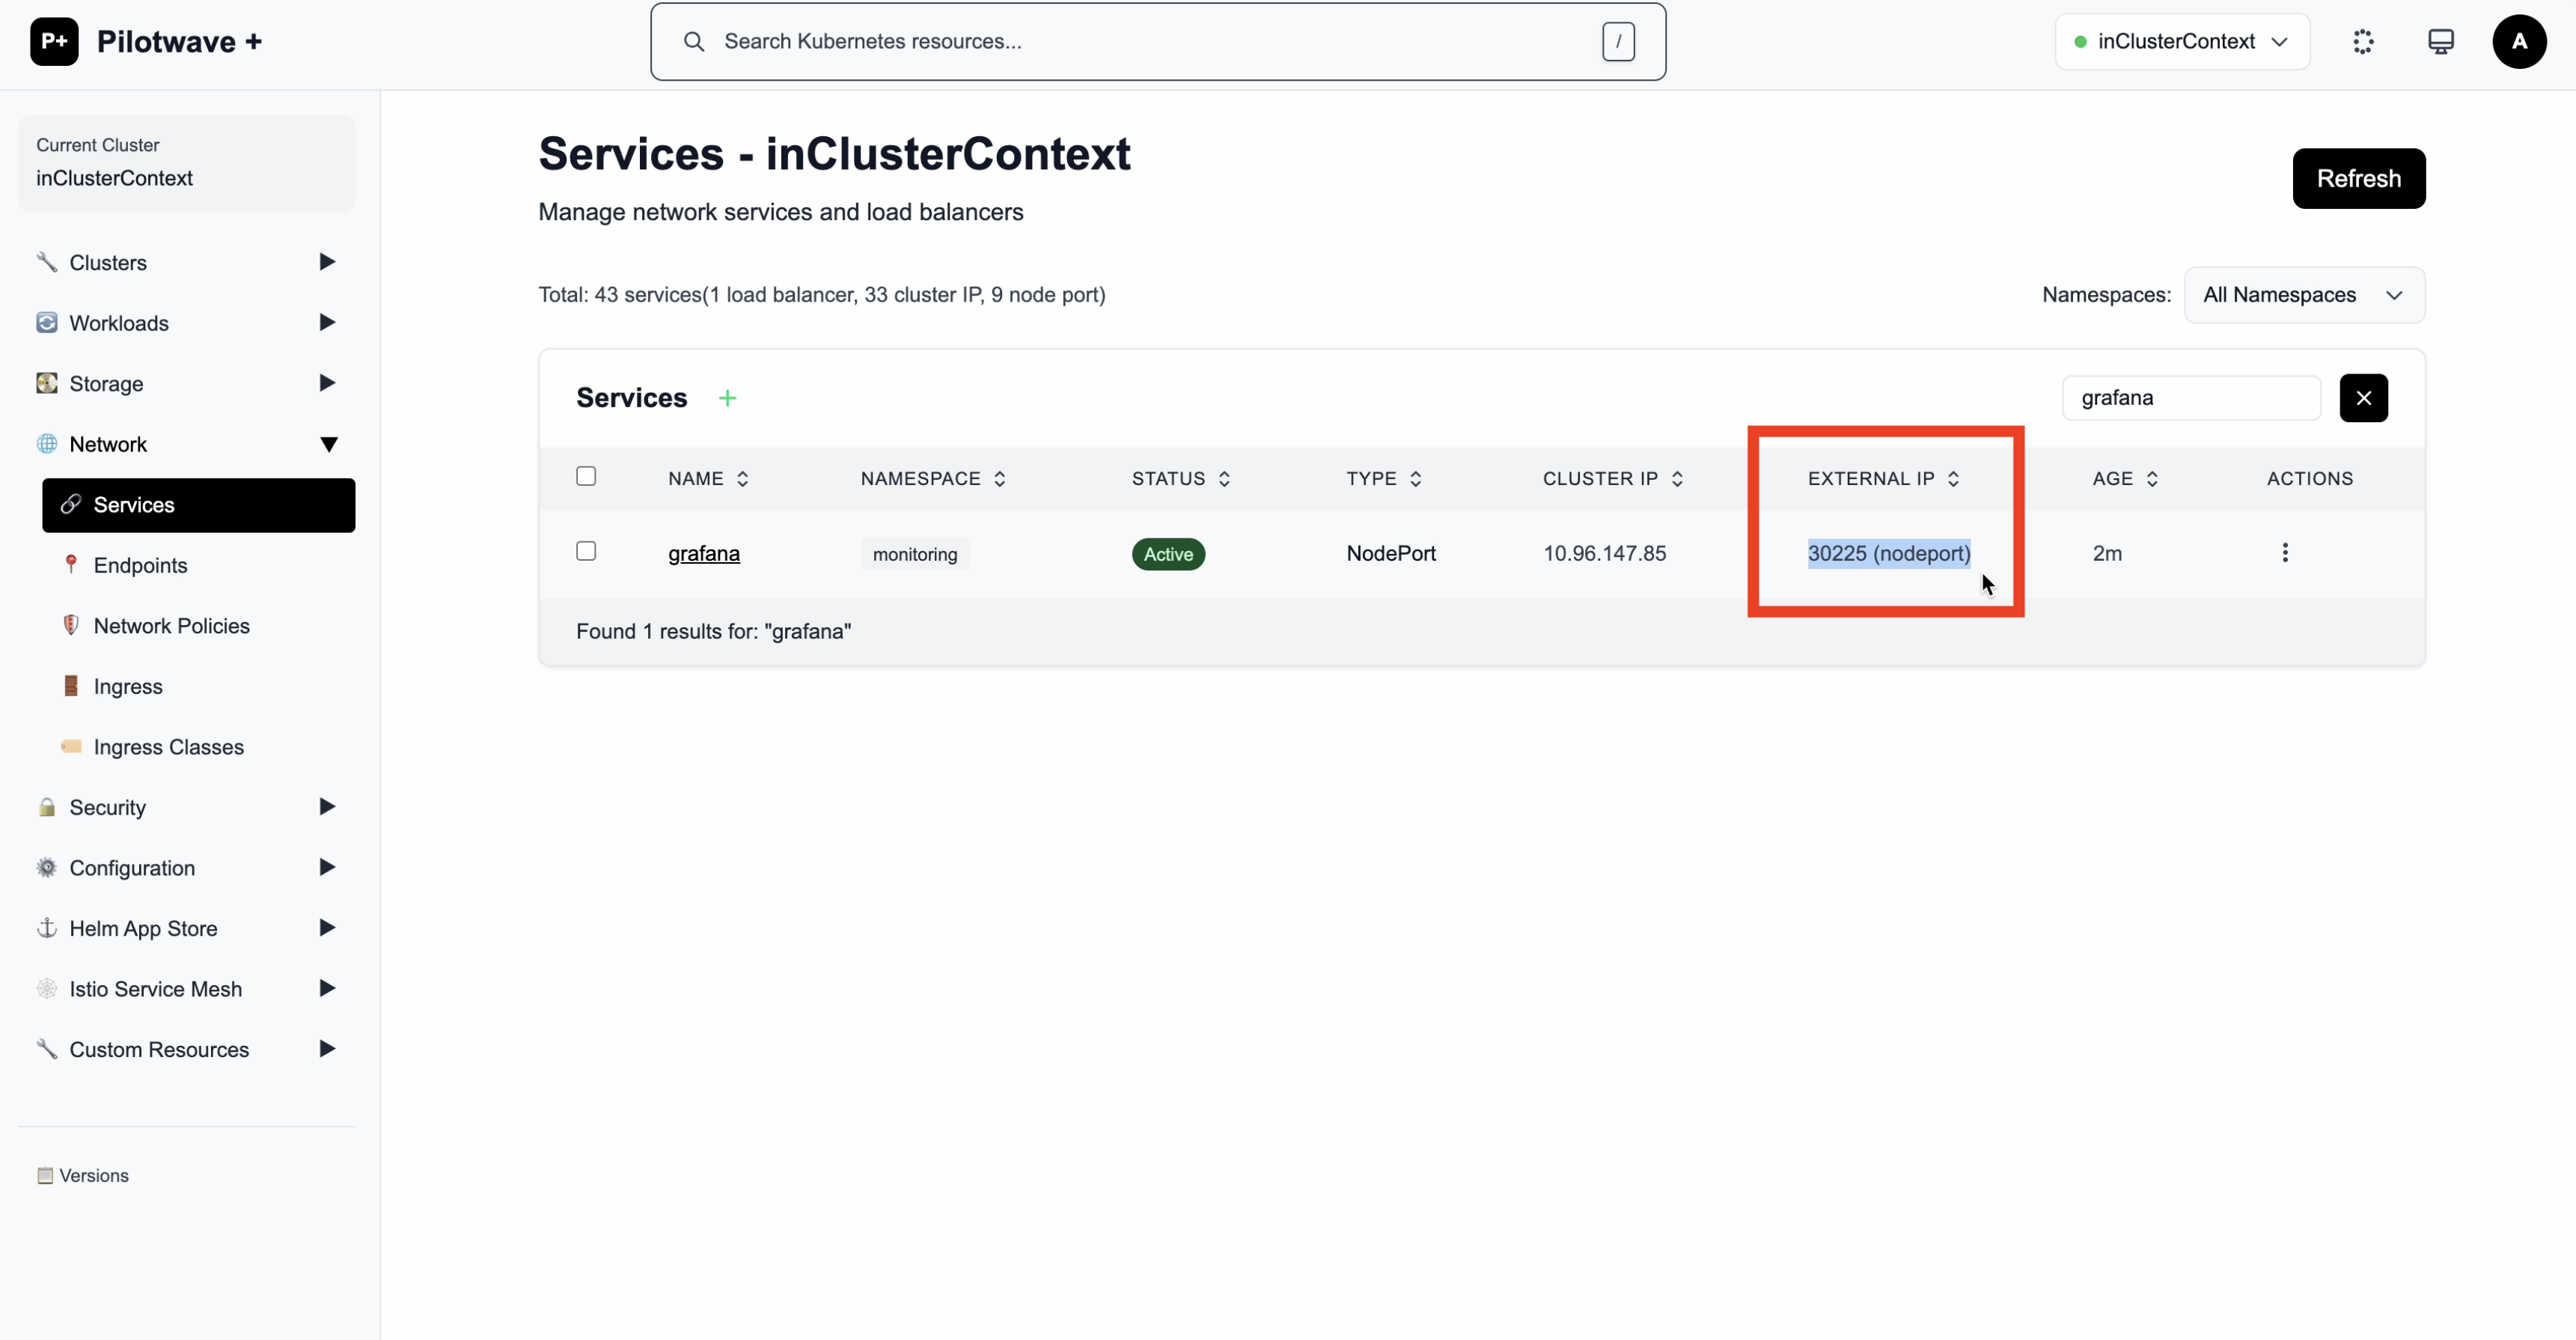 P+ Pilotwave +
Search Kubernetes resources... /
inClusterContext
A
Current Cluster
inClusterContext
Clusters
Workloads
Storage
Network
Services
Endpoints
Network Policies
Ingress
Ingress Classes
Security
Configuration
Helm App Store
Istio Service Mesh
Custom Resources
Versions
Services - inClusterContext
Manage network services and load balancers
Refresh
Total: 43 services(1 load balancer, 33 cluster IP, 9 node port)
Namespaces: All Namespaces
Services +
grafana
NAME NAMESPACE STATUS TYPE CLUSTER IP EXTERNAL IP AGE ACTIONS
grafana monitoring Active NodePort 10.96.147.85 30225 (nodeport) 2m
Found 1 results for: "grafana"